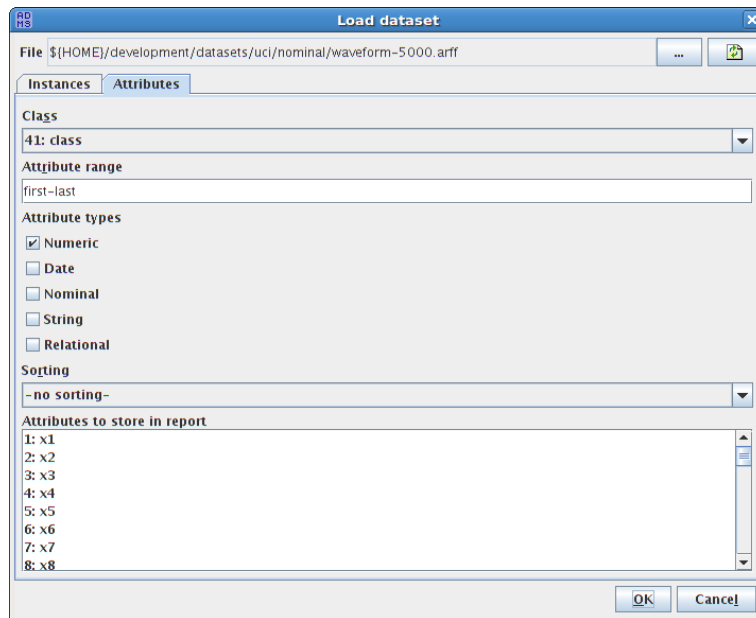 AD
MS
Load dataset
File ${HOME}/development/datasets/uci/nominal/waveform-5000.arff
...
Instances Attributes
Class
41: class
Attribute range
first-last
Attribute types
Numeric
Date
Nominal
String
Relational
Sorting
-no sorting-
Attributes to store in report
1: x1
2: x2
3: x3
4: x4
5: x5
6: x6
7: x7
8: x8
OK Cancel